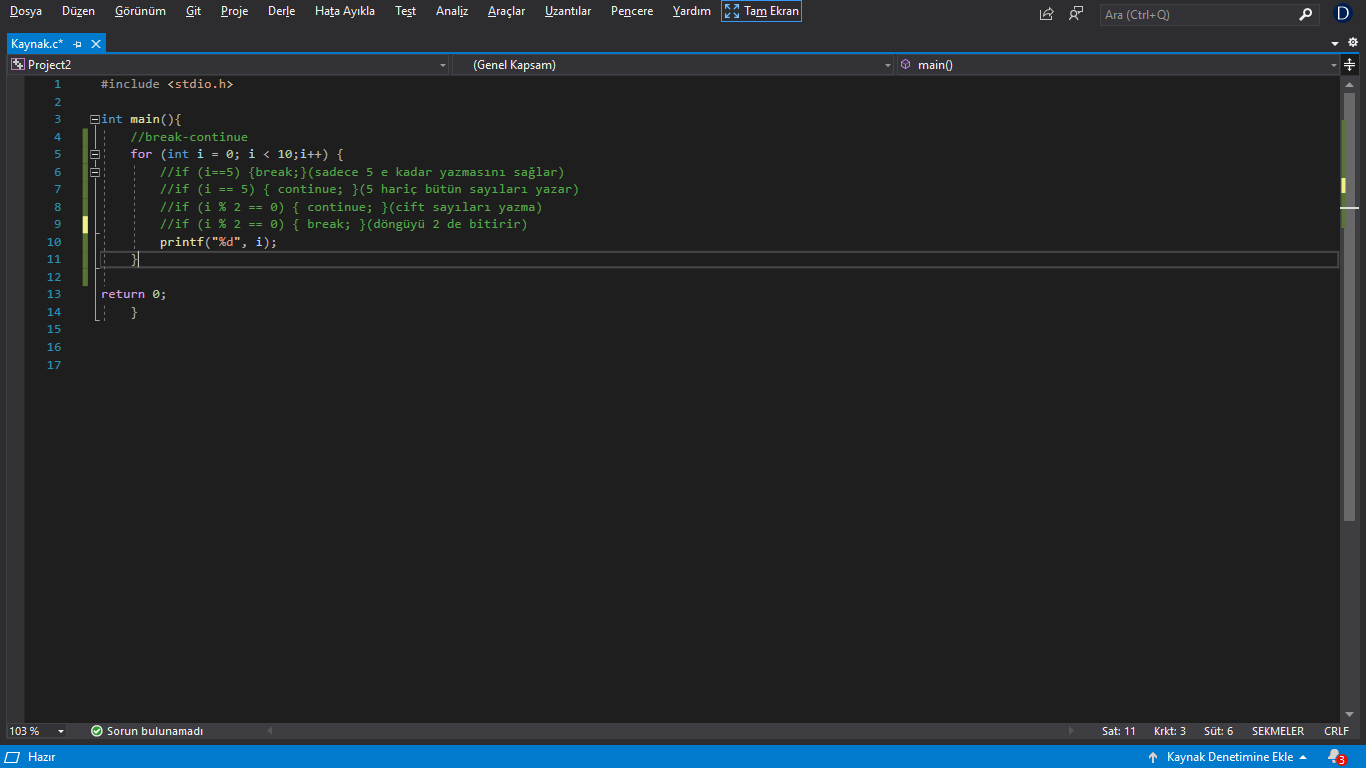 Dosya Düzen Görünüm Git Proje Derle Hata Ayıkla Test Analiz Araçlar Uzantılar Pencere Yardım Tam Ekran Ara (Ctrl+Q) D
Kaynak.c*
Project2 (Genel Kapsam) main()
1 #include <stdio.h>
2
3 int main(){
4 //break-continue
5 for (int i = 0; i < 10;i++) {
6 //if (i==5) {break;}(sadece 5 e kadar yazmasını sağlar)
7 //if (i == 5) { continue; }(5 hariç bütün sayıları yazar)
8 //if (i % 2 == 0) { continue; }(cift sayıları yazma)
9 //if (i % 2 == 0) { break; }(döngüyü 2 de bitirir)
10 printf("%d", i);
11 }
12
13 return 0;
14 }
15
16
17
103 % Sorun bulunamadı Sat: 11 Krkt: 3 Süt: 6 SEKMELER CRLF
Hazır Kaynak Denetimine Ekle 3